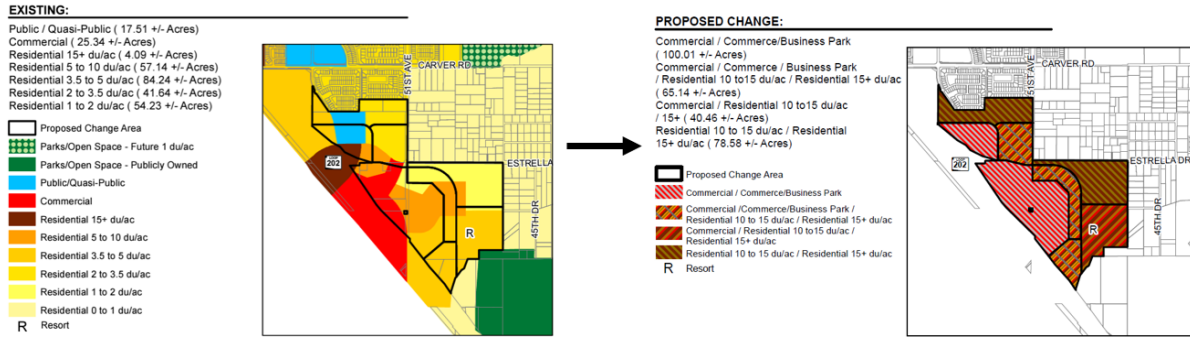 EXISTING:
Public / Quasi-Public ( 17.51 +/- Acres)
Commercial ( 25.34 +/- Acres)
Residential 15+ du/ac ( 4.09 +/- Acres)
Residential 5 to 10 du/ac ( 57.14 +/- Acres)
Residential 3.5 to 5 du/ac ( 84.24 +/- Acres)
Residential 2 to 3.5 du/ac ( 41.64 +/- Acres)
Residential 1 to 2 du/ac ( 54.23 +/- Acres)
Proposed Change Area
Parks/Open Space - Future 1 du/ac
Parks/Open Space - Publicly Owned
Public/Quasi-Public
Commercial
Residential 15+ du/ac
Residential 5 to 10 du/ac
Residential 3.5 to 5 du/ac
Residential 2 to 3.5 du/ac
Residential 1 to 2 du/ac
Residential 0 to 1 du/ac
R Resort
51ST AVE
CARVER RD
202
ESTRELLA
45TH DR
R
PROPOSED CHANGE:
Commercial / Commerce/Business Park
( 100.01 +/- Acres)
Commercial / Commerce / Business Park
/ Residential 10 to15 du/ac / Residential 15+ du/ac
( 65.14 +/- Acres)
Commercial / Residential 10 to15 du/ac
/ 15+ ( 40.46 +/- Acres)
Residential 10 to 15 du/ac / Residential
15+ du/ac ( 78.58 +/- Acres)
Proposed Change Area
Commercial / Commerce/Business Park
Commercial /Commerce/Business Park /
Residential 10 to 15 du/ac / Residential 15+ du/ac
Commercial / Residential 10 to15 du/ac /
Residential 15+ du/ac
Residential 10 to 15 du/ac / Residential 15+ du/ac
R Resort
51ST AVE
CARVER RD
202
ESTRELLA DR
45TH DR
R